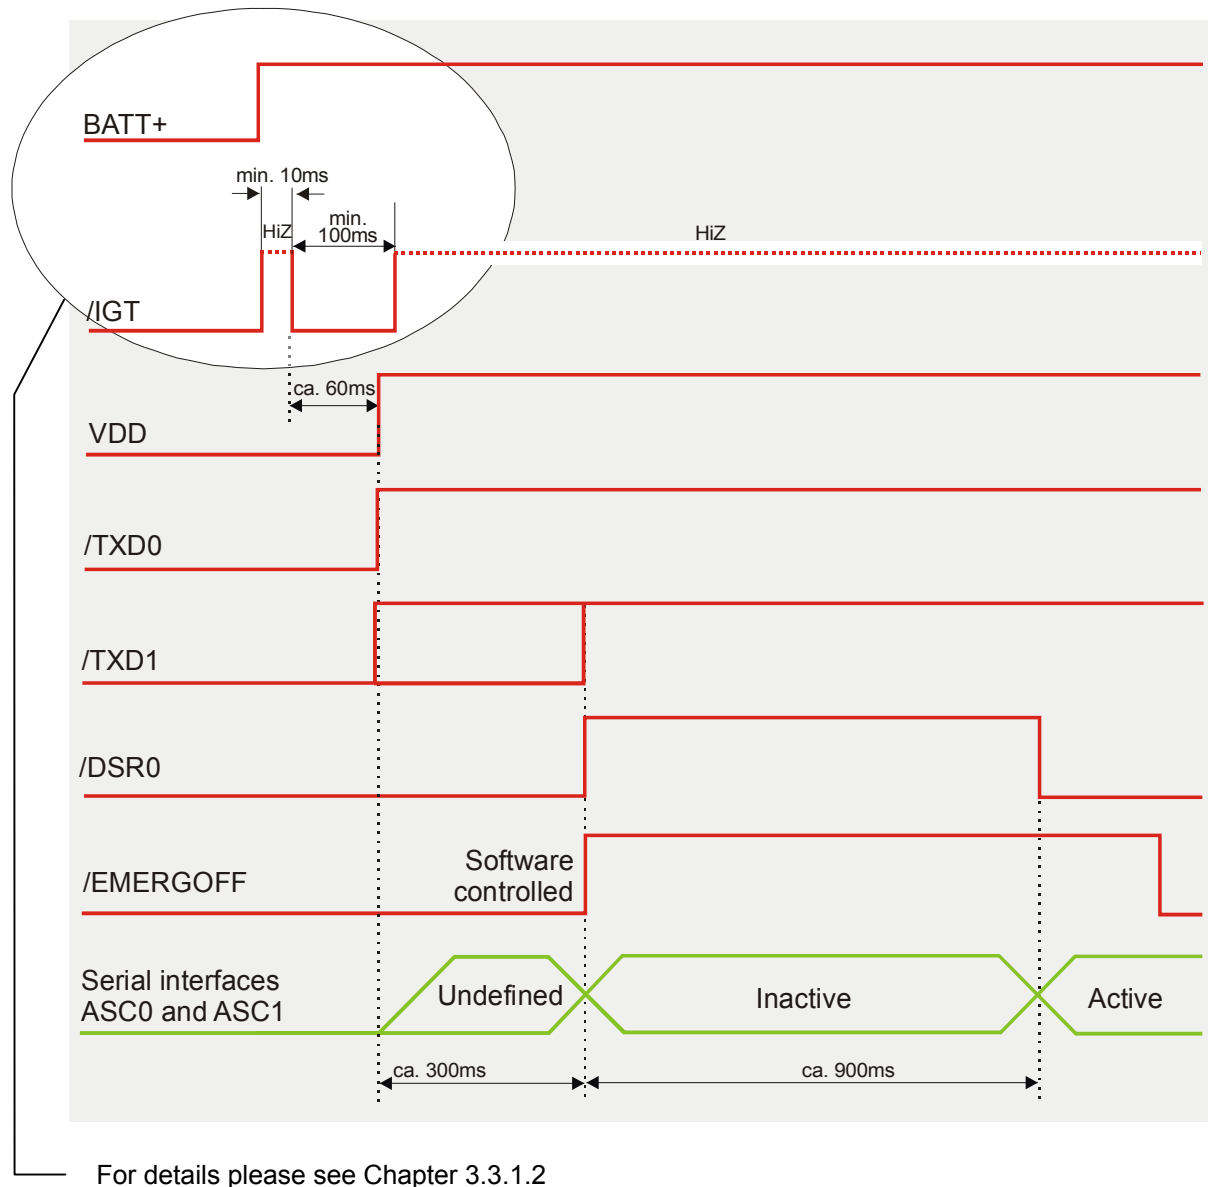 BATT+
min. 10ms
HiZ
min.
100ms
HiZ
/IGT
ca. 60ms
VDD
/TXD0
/TXD1
/DSR0
/EMERGOFF
Software
controlled
Serial interfaces
ASC0 and ASC1
Undefined
Inactive
Active
ca. 300ms
ca. 900ms
For details please see Chapter 3.3.1.2